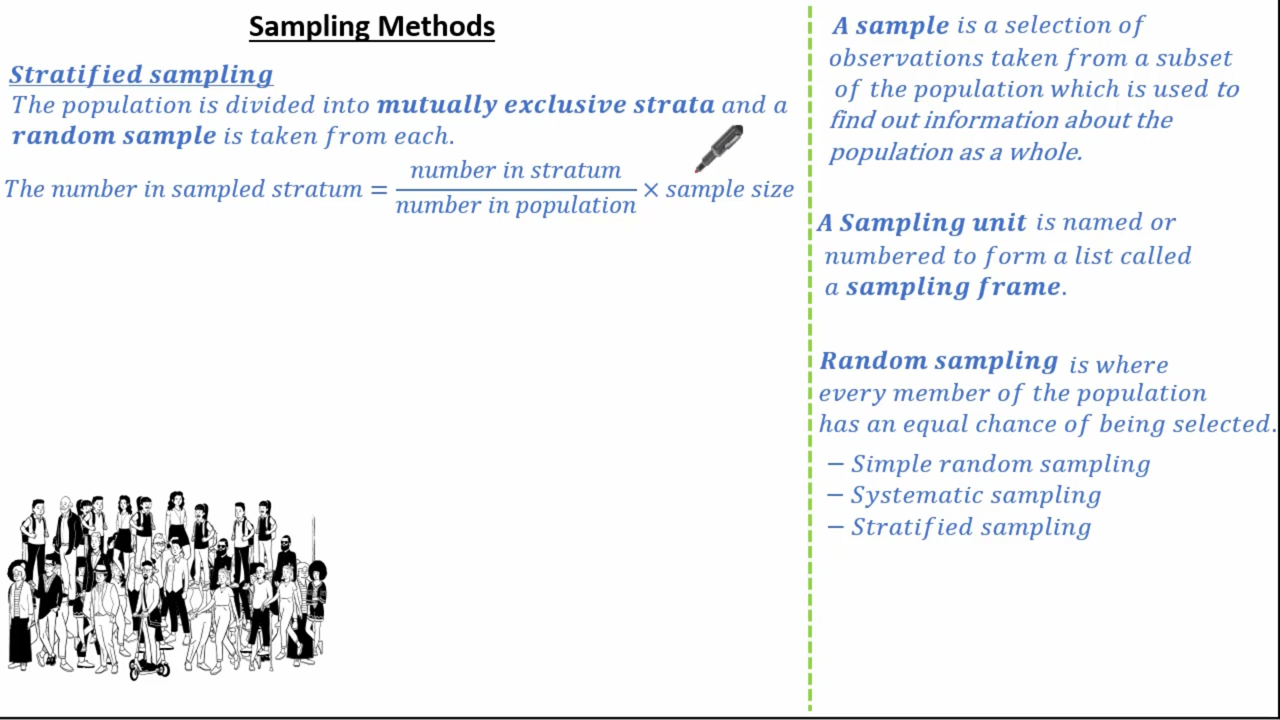 Sampling Methods
Stratified sampling
The population is divided into mutually exclusive strata and a
random sample is taken from each.
The number in sampled stratum = number in stratum / number in population × sample size
A sample is a selection of
observations taken from a subset
of the population which is used to
find out information about the
population as a whole.
A Sampling unit is named or
numbered to form a list called
a sampling frame.
Random sampling is where
every member of the population
has an equal chance of being selected.
− Simple random sampling
− Systematic sampling
− Stratified sampling